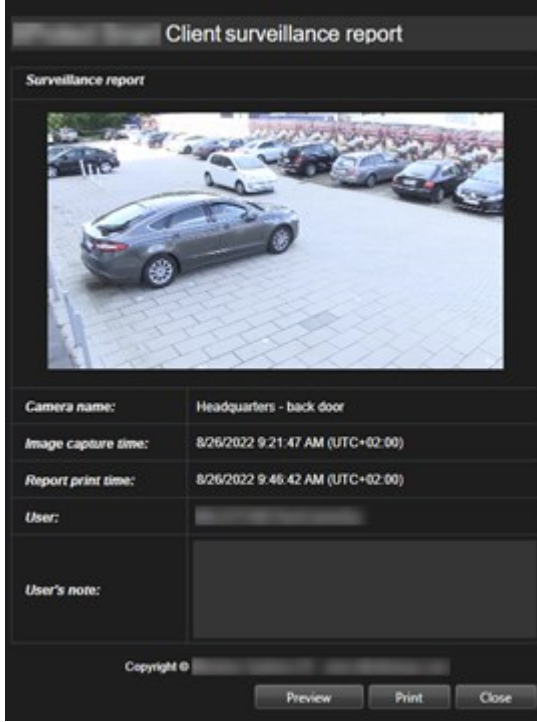 Client surveillance report
Surveillance report
Camera name: Headquarters - back door
Image capture time: 8/26/2022 9:21:47 AM (UTC+02:00)
Report print time: 8/26/2022 9:46:42 AM (UTC+02:00)
User:
User's note:
Copyright ©
Preview Print Close